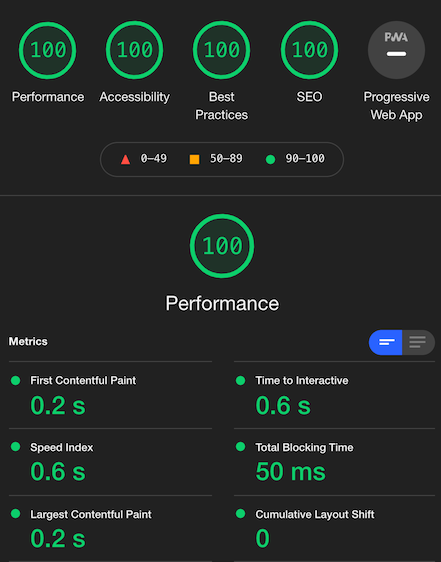 100 100 100 100 PWA
Performance Accessibility Best Practices SEO Progressive Web App
0–49 50–89 90–100
100
Performance
Metrics
First Contentful Paint
0.2 s
Time to Interactive
0.6 s
Speed Index
0.6 s
Total Blocking Time
50 ms
Largest Contentful Paint
0.2 s
Cumulative Layout Shift
0